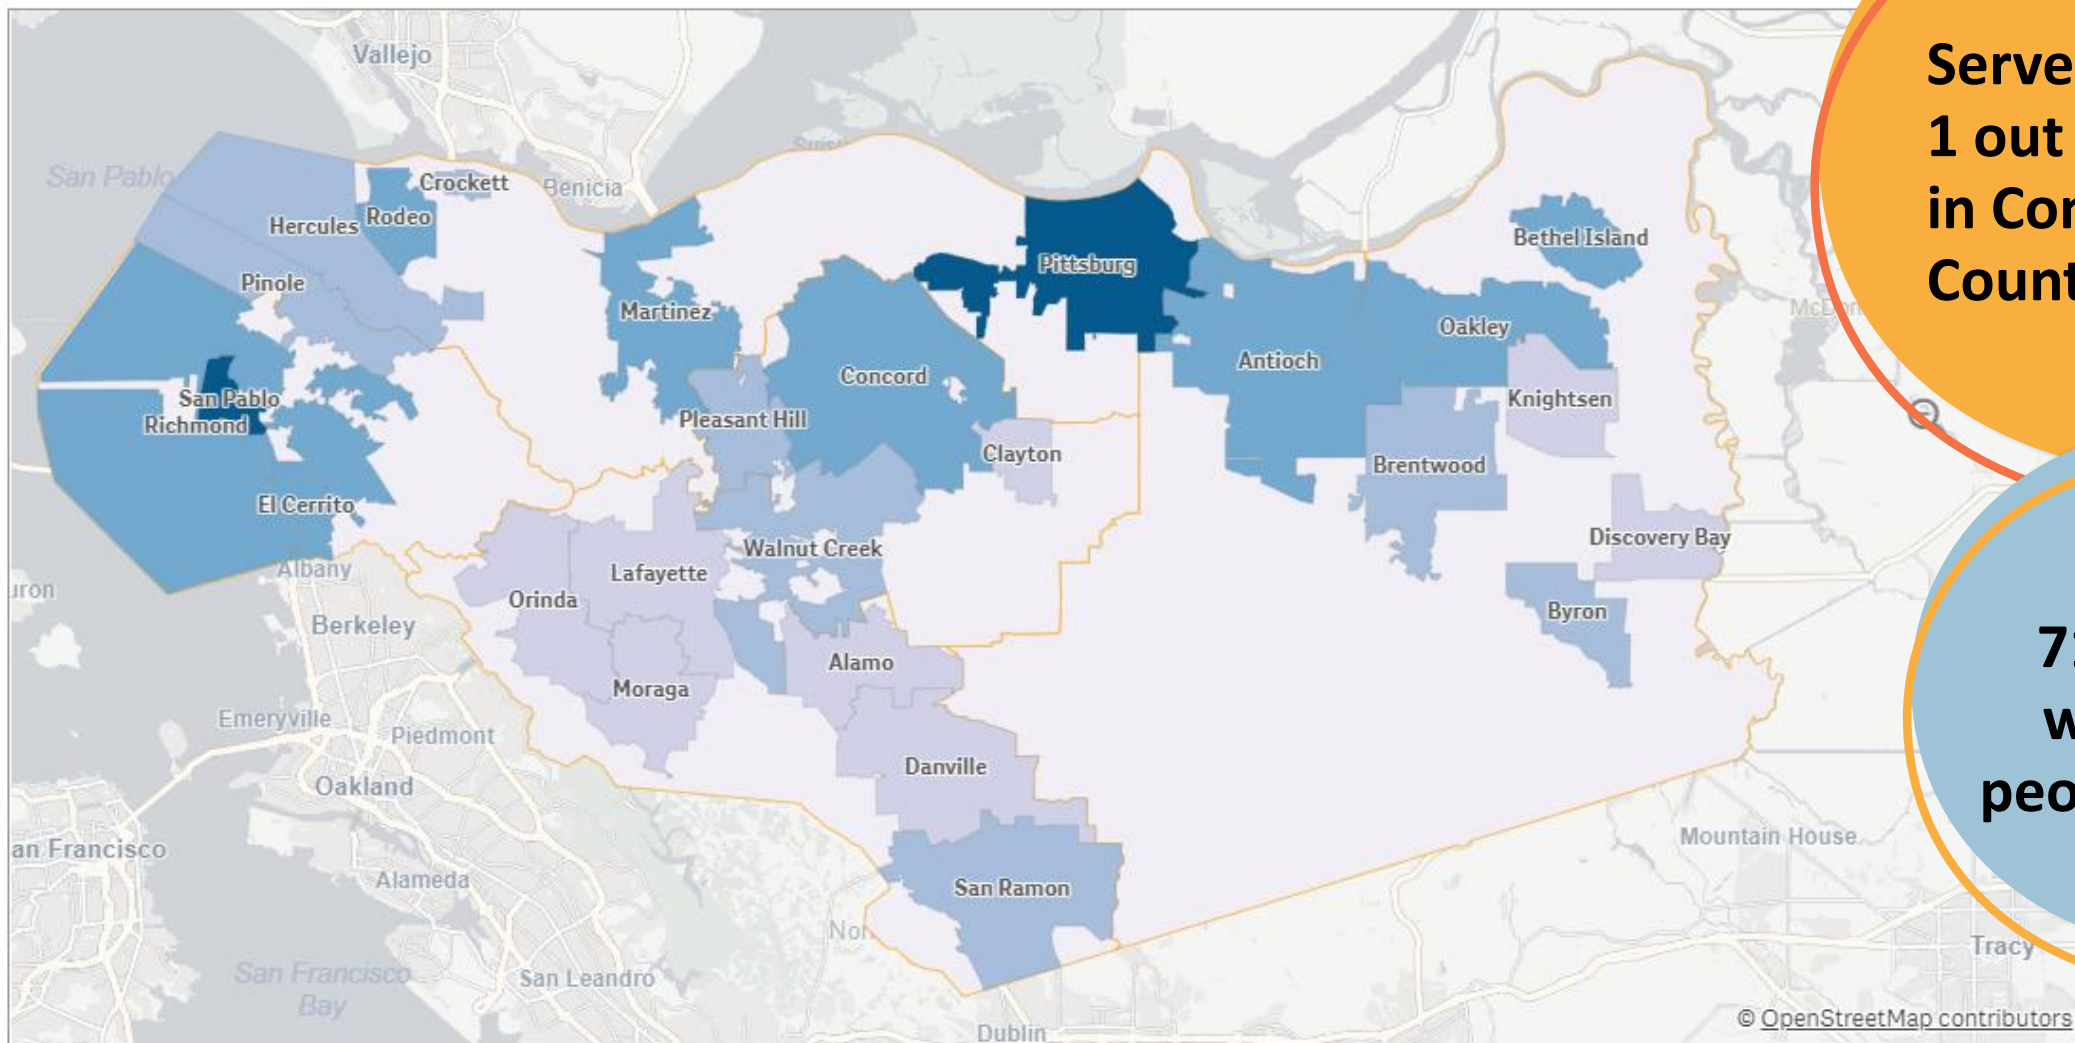 Vallejo
San Pablo
Crockett
Benicia
Hercules
Rodeo
Pinole
Martinez
Pittsburg
Bethel Island
Oakley
Antioch
Concord
San Pablo
Richmond
Pleasant Hill
Knightsen
Clayton
Brentwood
El Cerrito
Discovery Bay
Walnut Creek
Albany
Lafayette
Orinda
Byron
Berkeley
Alamo
Moraga
Emeryville
Piedmont
Danville
Oakland
Mountain House
an Francisco
Alameda
San Ramon
Tracy
San Francisco
Bay
San Leandro
Dublin
© OpenStreetMap contributors
Serve
1 out
in Cor
Count
w
peo